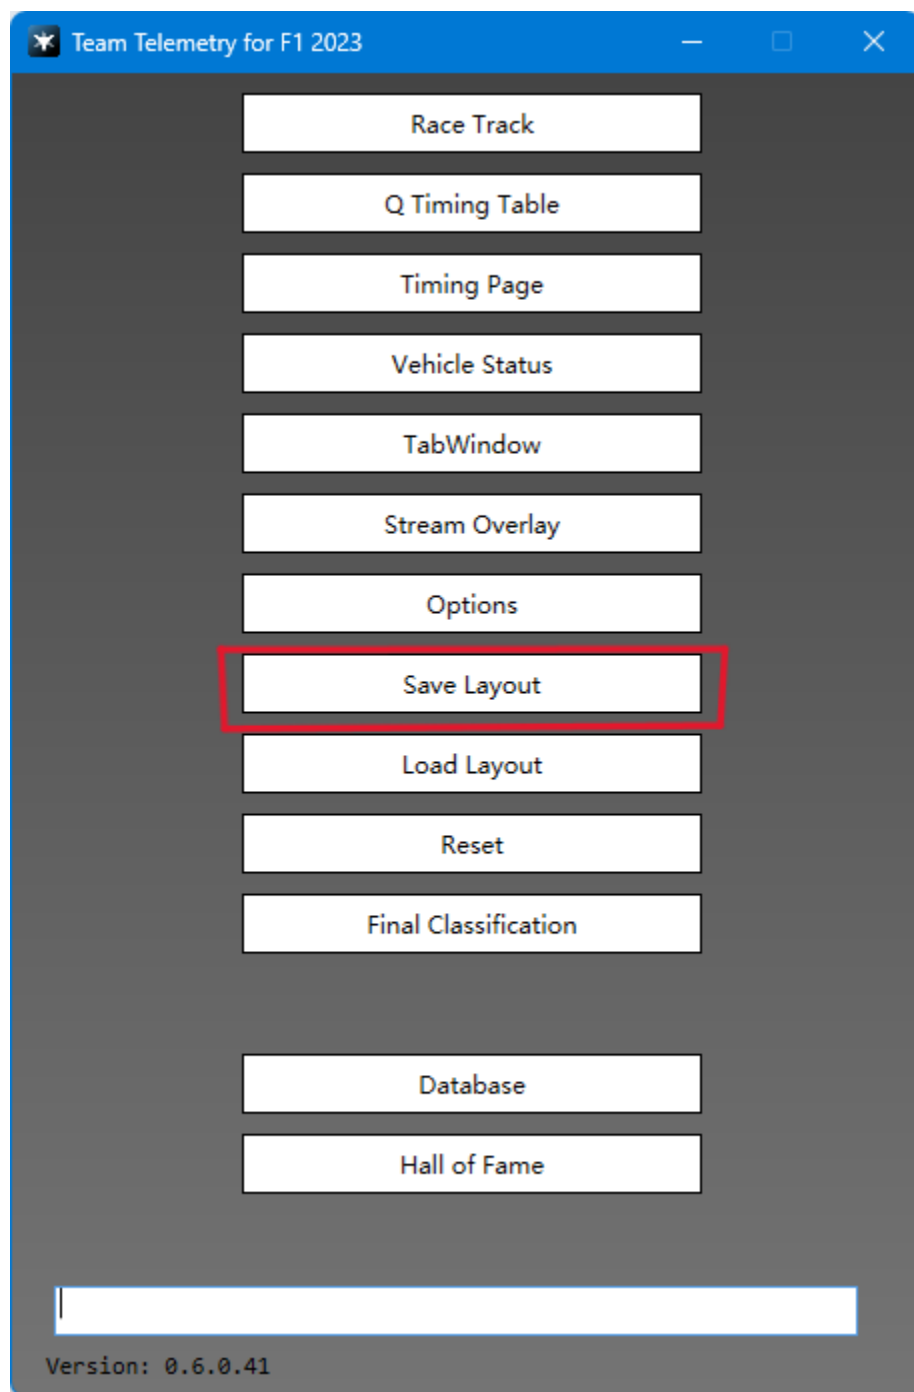 Team Telemetry for F1 2023
Race Track
Q Timing Table
Timing Page
Vehicle Status
TabWindow
Stream Overlay
Options
Save Layout
Load Layout
Reset
Final Classification
Database
Hall of Fame
Version: 0.6.0.41